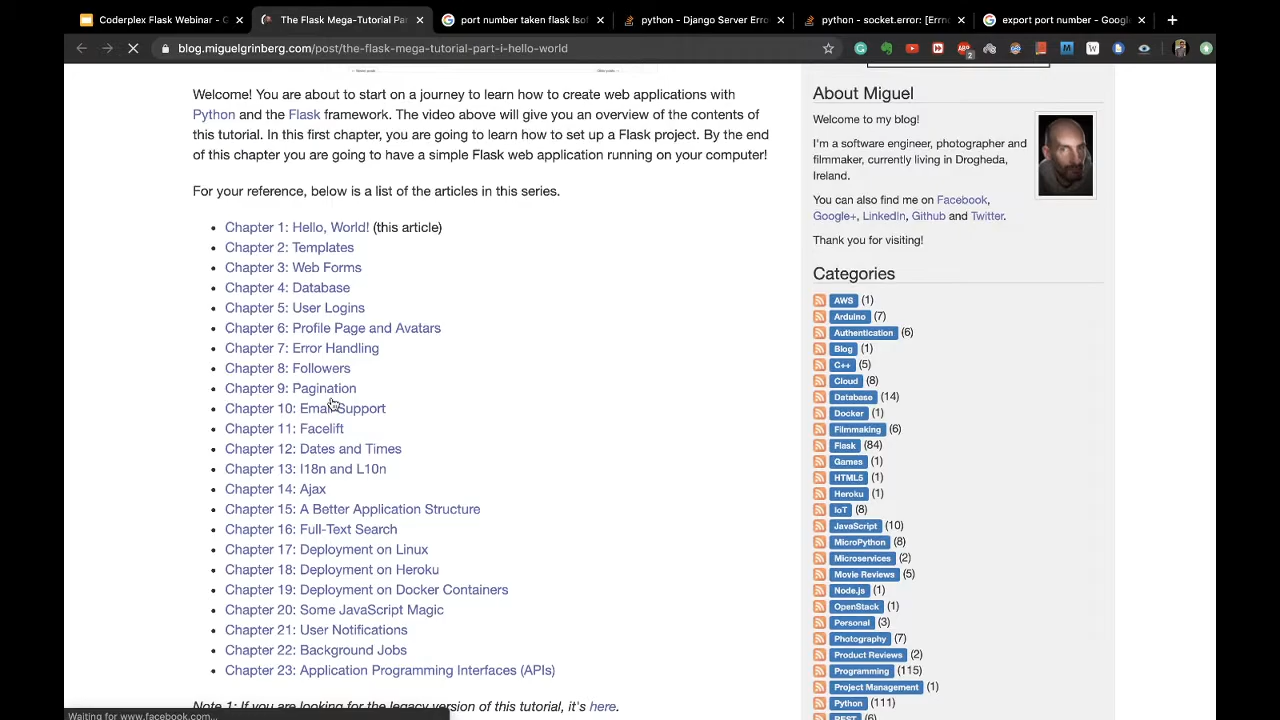 Coderplex Flask Webinar - G
The Flask Mega-Tutorial Par
port number taken flask lsof
python - Django Server Erro
python - socket.error: [Errn
export port number - Google
blog.miguelgrinberg.com/post/the-flask-mega-tutorial-part-i-hello-world
Welcome! You are about to start on a journey to learn how to create web applications with
Python and the Flask framework. The video above will give you an overview of the contents of
this tutorial. In this first chapter, you are going to learn how to set up a Flask project. By the end
of this chapter you are going to have a simple Flask web application running on your computer!
For your reference, below is a list of the articles in this series.
Chapter 1: Hello, World! (this article)
Chapter 2: Templates
Chapter 3: Web Forms
Chapter 4: Database
Chapter 5: User Logins
Chapter 6: Profile Page and Avatars
Chapter 7: Error Handling
Chapter 8: Followers
Chapter 9: Pagination
Chapter 10: Email Support
Chapter 11: Facelift
Chapter 12: Dates and Times
Chapter 13: I18n and L10n
Chapter 14: Ajax
Chapter 15: A Better Application Structure
Chapter 16: Full-Text Search
Chapter 17: Deployment on Linux
Chapter 18: Deployment on Heroku
Chapter 19: Deployment on Docker Containers
Chapter 20: Some JavaScript Magic
Chapter 21: User Notifications
Chapter 22: Background Jobs
Chapter 23: Application Programming Interfaces (APIs)
Note 1: If you are looking for the legacy version of this tutorial, it's here.
Waiting for www.facebook.com...
About Miguel
Welcome to my blog!
I'm a software engineer, photographer and
filmmaker, currently living in Drogheda,
Ireland.
You can also find me on Facebook,
Google+, LinkedIn, Github and Twitter.
Thank you for visiting!
Categories
AWS (1)
Arduino (7)
Authentication (6)
Blog (1)
C++ (5)
Cloud (8)
Database (14)
Docker (1)
Filmmaking (6)
Flask (84)
Games (1)
HTML5 (1)
Heroku (1)
IoT (8)
JavaScript (10)
MicroPython (8)
Microservices (2)
Movie Reviews (5)
Node.js (1)
OpenStack (1)
Personal (3)
Photography (7)
Product Reviews (2)
Programming (115)
Project Management (1)
Python (111)
REST (6)